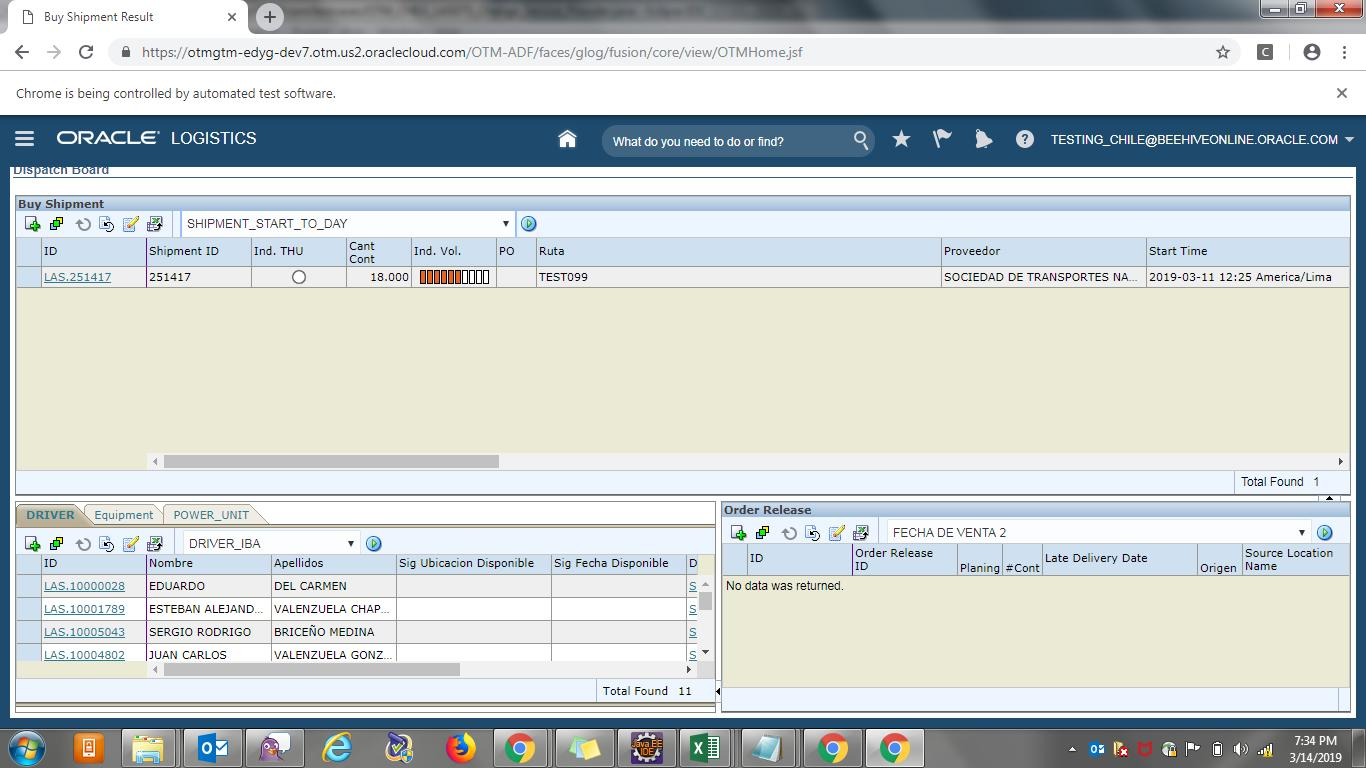 Buy Shipment Result
https://otmgtm-edyg-dev7.otm.us2.oraclecloud.com/OTM-ADF/faces/glog/fusion/core/view/OTMHome.jsf
C
Chrome is being controlled by automated test software.
ORACLE LOGISTICS
What do you need to do or find?
TESTING_CHILE@BEEHIVEONLINE.ORACLE.COM
Dispatch Board
Buy Shipment
SHIPMENT_START_TO_DAY
ID Shipment ID Ind. THU Cant Cont Ind. Vol. PO Ruta Proveedor Start Time
LAS.251417 251417 18.000 TEST099 SOCIEDAD DE TRANSPORTES NA... 2019-03-11 12:25 America/Lima
Total Found 1
DRIVER Equipment POWER_UNIT
DRIVER_IBA
ID Nombre Apellidos Sig Ubicacion Disponible Sig Fecha Disponible D
LAS.10000028 EDUARDO DEL CARMEN S
LAS.10001789 ESTEBAN ALEJAND... VALENZUELA CHAP... S
LAS.10005043 SERGIO RODRIGO BRICEÑO MEDINA S
LAS.10004802 JUAN CARLOS VALENZUELA GONZ... S
Total Found 11
Order Release
FECHA DE VENTA 2
ID Order Release ID Planing #Cont Late Delivery Date Origen Source Location Name
No data was returned.
Java EE
IDE
7:34 PM
3/14/2019